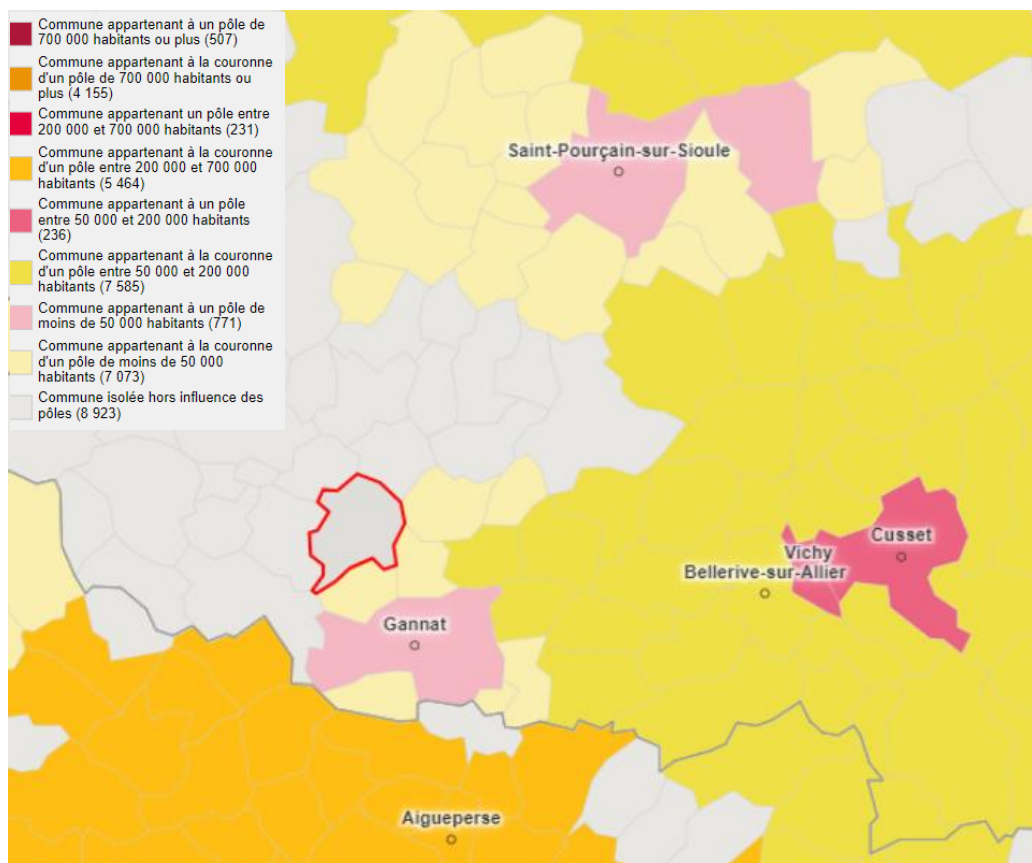 Commune appartenant à un pôle de
700 000 habitants ou plus (507)
Commune appartenant à la couronne
d'un pôle de 700 000 habitants ou
plus (4 155)
Commune appartenant un pôle entre
200 000 et 700 000 habitants (231)
Commune appartenant à la couronne
d'un pôle entre 200 000 et 700 000
habitants (5 464)
Commune appartenant à un pôle
entre 50 000 et 200 000 habitants
(236)
Commune appartenant à la couronne
d'un pôle entre 50 000 et 200 000
habitants (7 585)
Commune appartenant à un pôle de
moins de 50 000 habitants (771)
Commune appartenant à la couronne
d'un pôle de moins de 50 000
habitants (7 073)
Commune isolée hors influence des
pôles (8 923)
Saint-Pourçain-sur-Sioule
Cusset
Vichy
Bellerive-sur-Allier
Gannat
Aigueperse